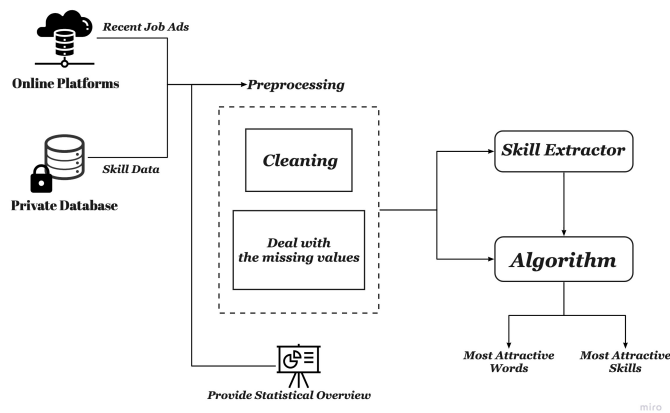 Recent Job Ads
Online Platforms
Preprocessing
Cleaning
Skill Extractor
Skill Data
Private Database
Deal with
the missing values
Algorithm
Most Attractive
Words
Most Attractive
Skills
Provide Statistical Overview
miro